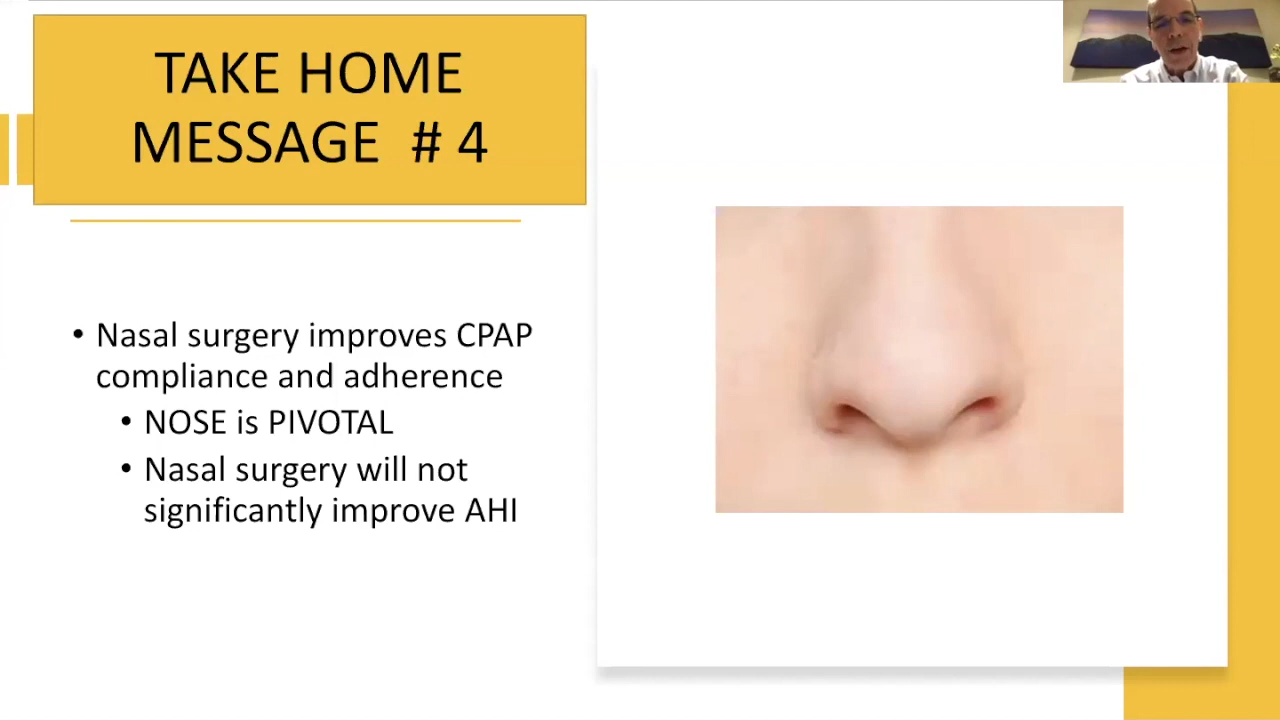 TAKE HOME
MESSAGE # 4
• Nasal surgery improves CPAP
compliance and adherence
• NOSE is PIVOTAL
• Nasal surgery will not
significantly improve AHI